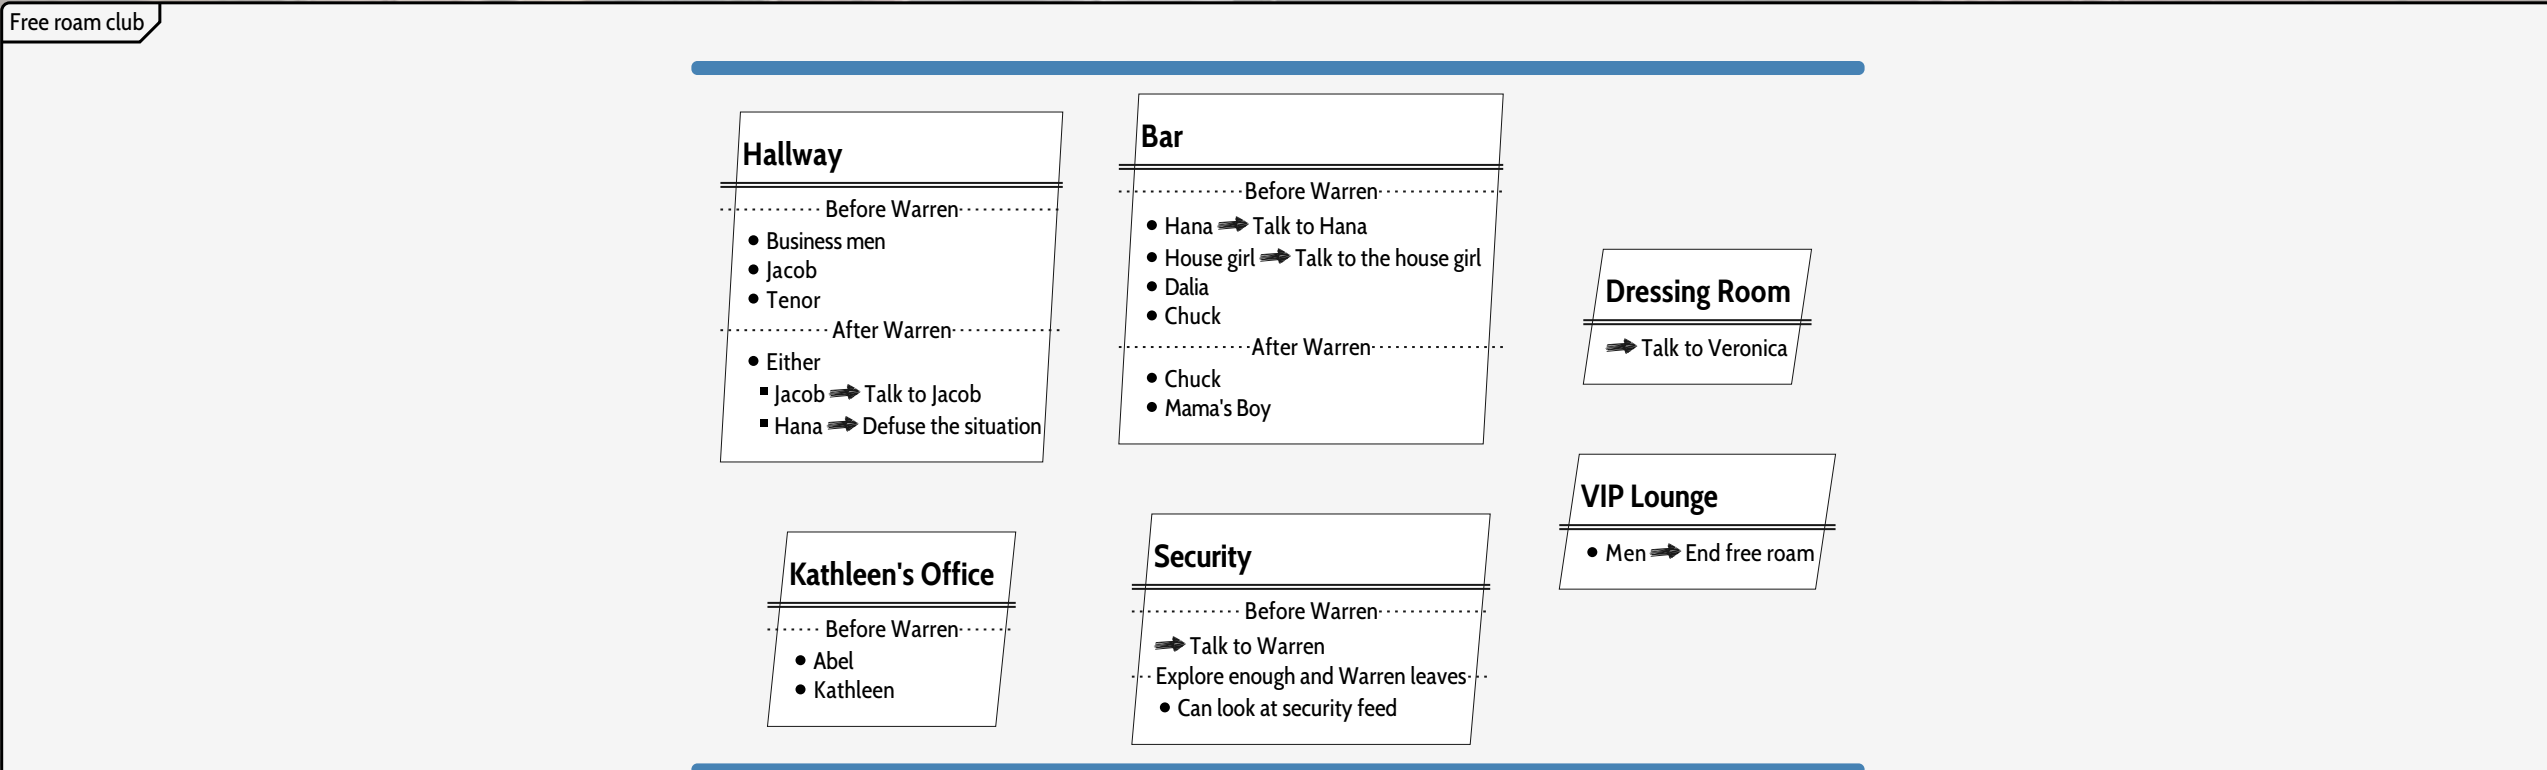 Free roam club
Hallway
Before Warren
Business men
Jacob
Tenor
After Warren
Either
Jacob ➡ Talk to Jacob
Hana ➡ Defuse the situation
Bar
Before Warren
Hana ➡ Talk to Hana
House girl ➡ Talk to the house girl
Dalia
Chuck
After Warren
Chuck
Mama's Boy
Dressing Room
➡ Talk to Veronica
Kathleen's Office
Before Warren
Abel
Kathleen
Security
Before Warren
➡ Talk to Warren
Explore enough and Warren leaves
Can look at security feed
VIP Lounge
Men ➡ End free roam